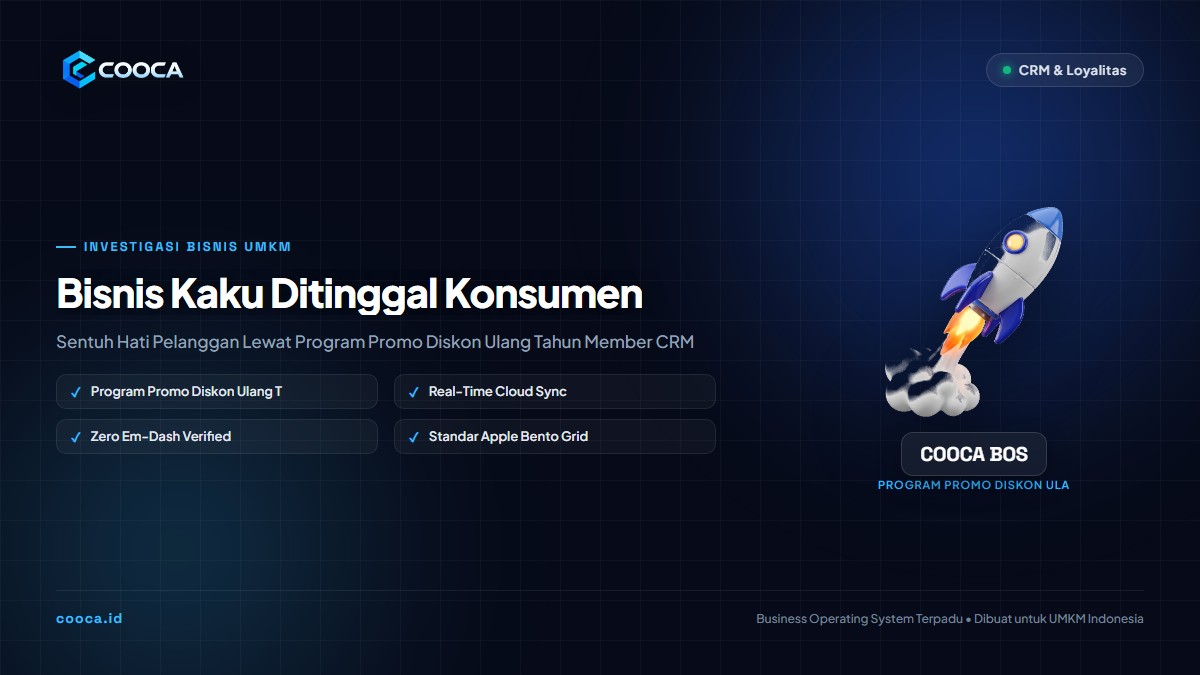 COOCA
CRM & Loyalitas
INVESTIGASI BISNIS UMKM
Bisnis Kaku Ditinggal Konsumen
Sentuh Hati Pelanggan Lewat Program Promo Diskon Ulang Tahun Member CRM
✓ Program Promo Diskon Ulang T
✓ Real-Time Cloud Sync
✓ Zero Em-Dash Verified
✓ Standar Apple Bento Grid
COOCA BOS
PROGRAM PROMO DISKON ULA
cooca.id
Business Operating System Terpadu • Dibuat untuk UMKM Indonesia